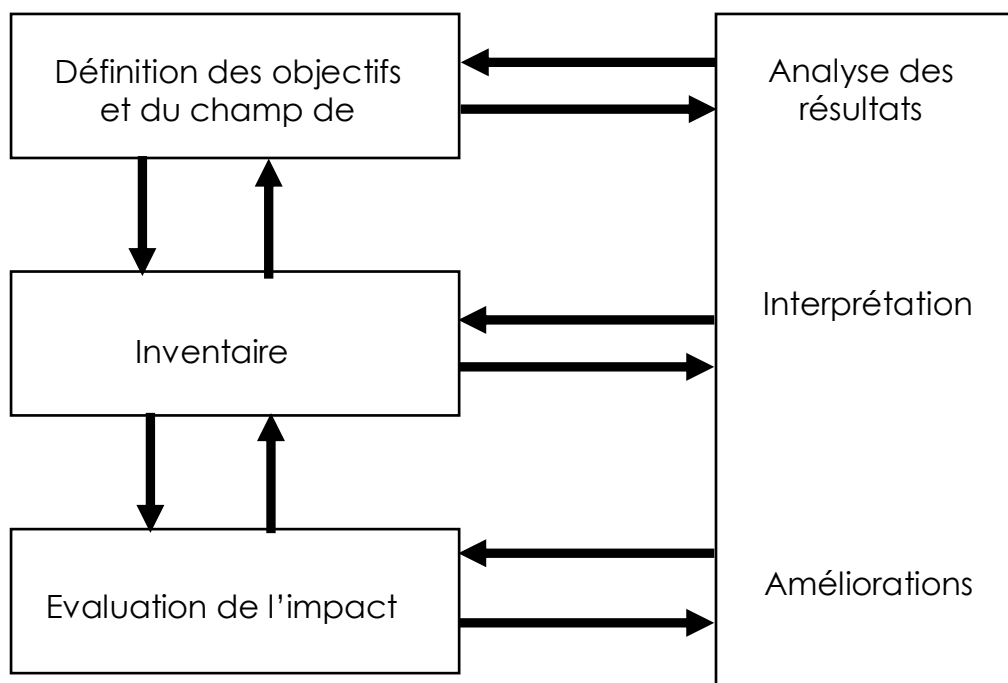 Définition des objectifs
et du champ de
Analyse des
résultats
Inventaire
Interprétation
Evaluation de l’impact
Améliorations